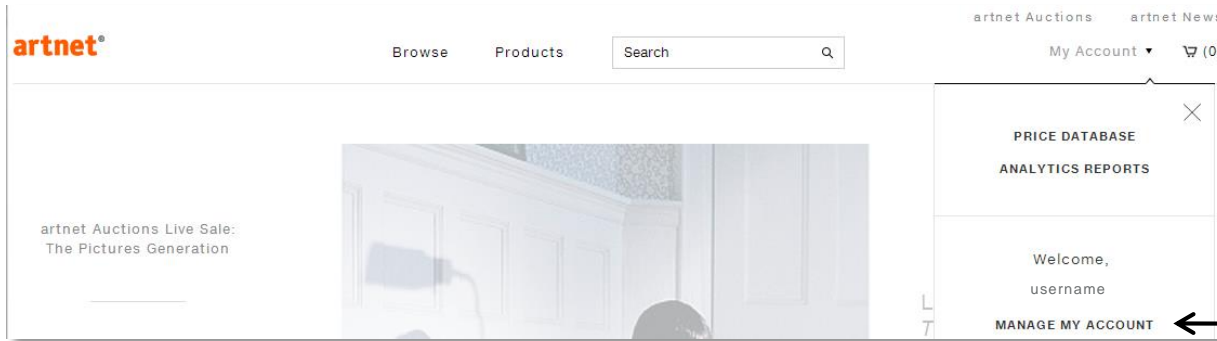 artnet Auctions artnet News
artnet®
Browse Products Search My Account (0
PRICE DATABASE
ANALYTICS REPORTS
artnet Auctions Live Sale:
The Pictures Generation
Welcome,
username
L
T
MANAGE MY ACCOUNT